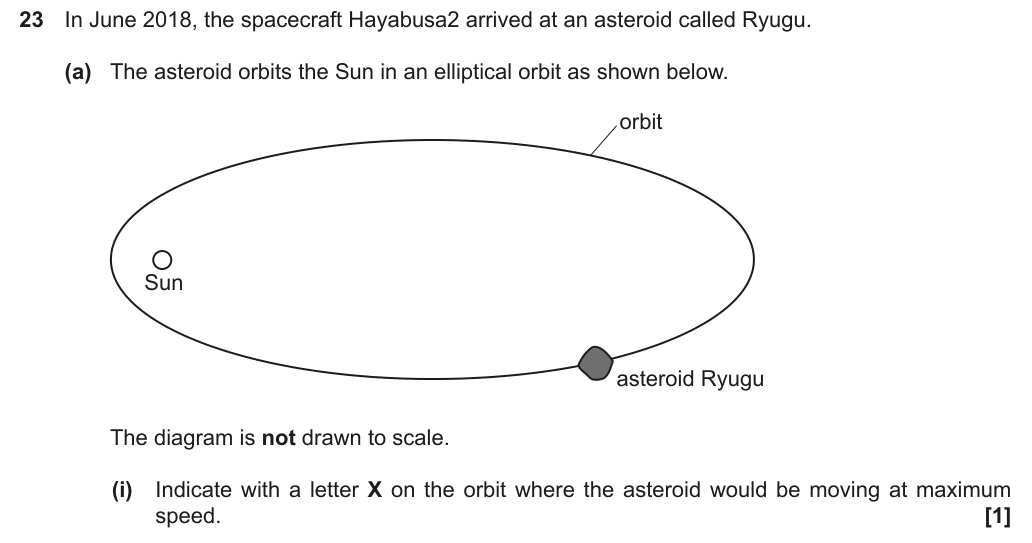 23 In June 2018, the spacecraft Hayabusa2 arrived at an asteroid called Ryugu.
(a) The asteroid orbits the Sun in an elliptical orbit as shown below.
orbit
Sun
asteroid Ryugu
The diagram is not drawn to scale.
(i) Indicate with a letter X on the orbit where the asteroid would be moving at maximum
speed. [1]